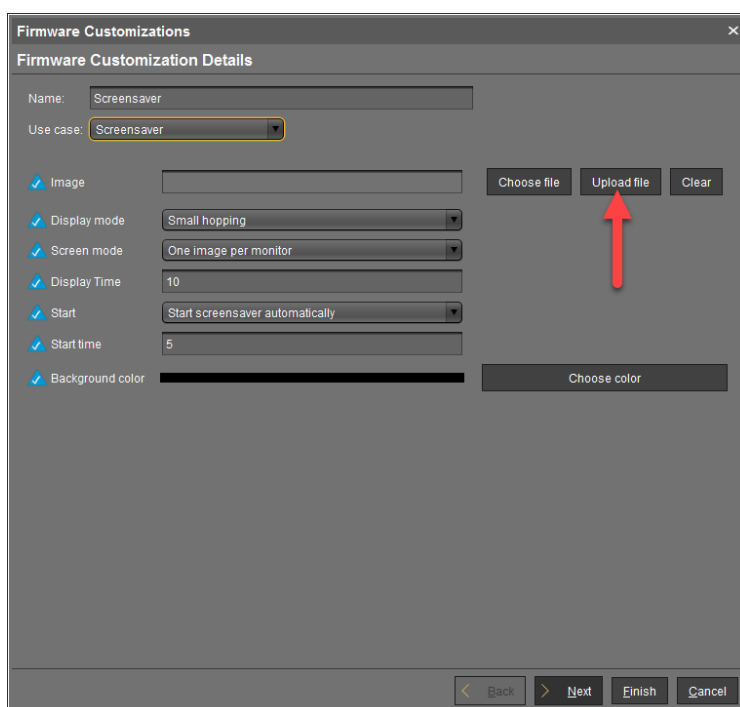 Firmware Customizations
Firmware Customization Details
Name: Screensaver
Use case: Screensaver
Image Choose file Upload file Clear
Display mode Small hopping
Screen mode One image per monitor
Display Time 10
Start Start screensaver automatically
Start time 5
Background color Choose color
Back Next Finish Cancel